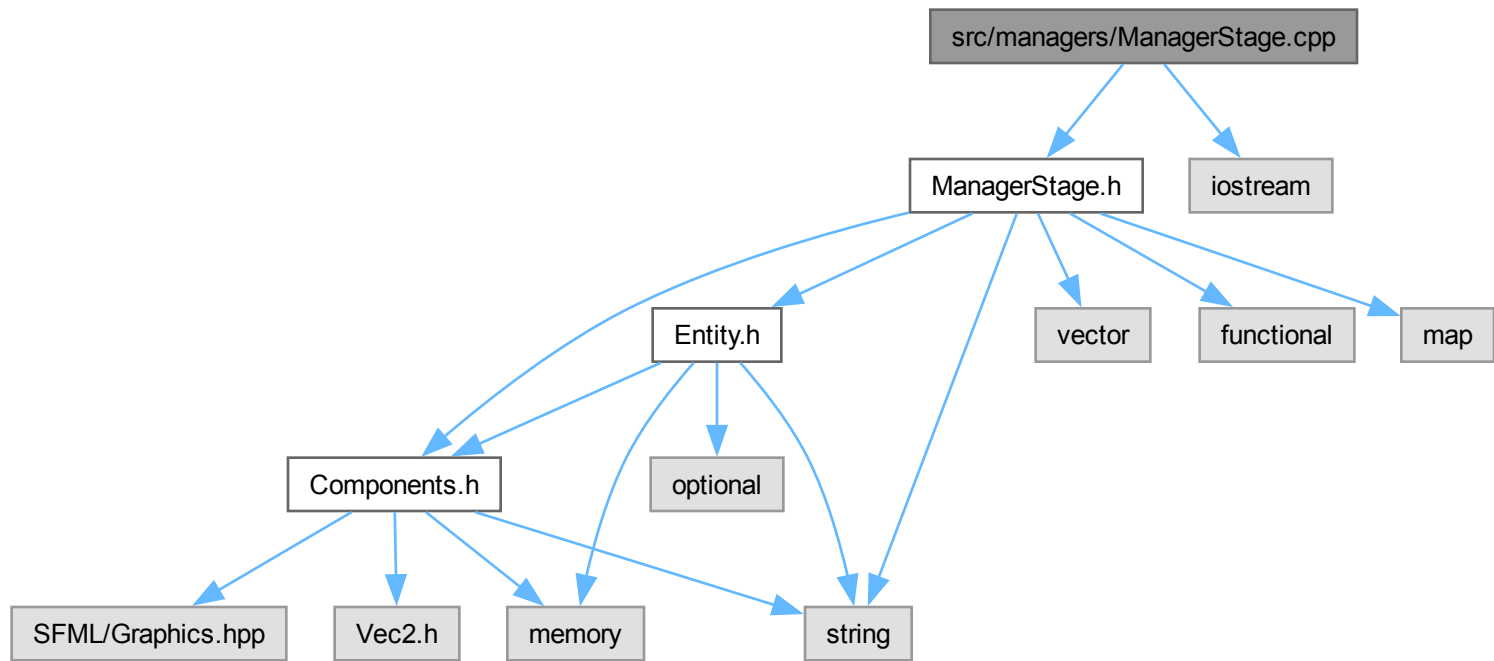 src/managers/ManagerStage.cpp
ManagerStage.h
iostream
Entity.h
vector
functional
map
Components.h
optional
SFML/Graphics.hpp
Vec2.h
memory
string